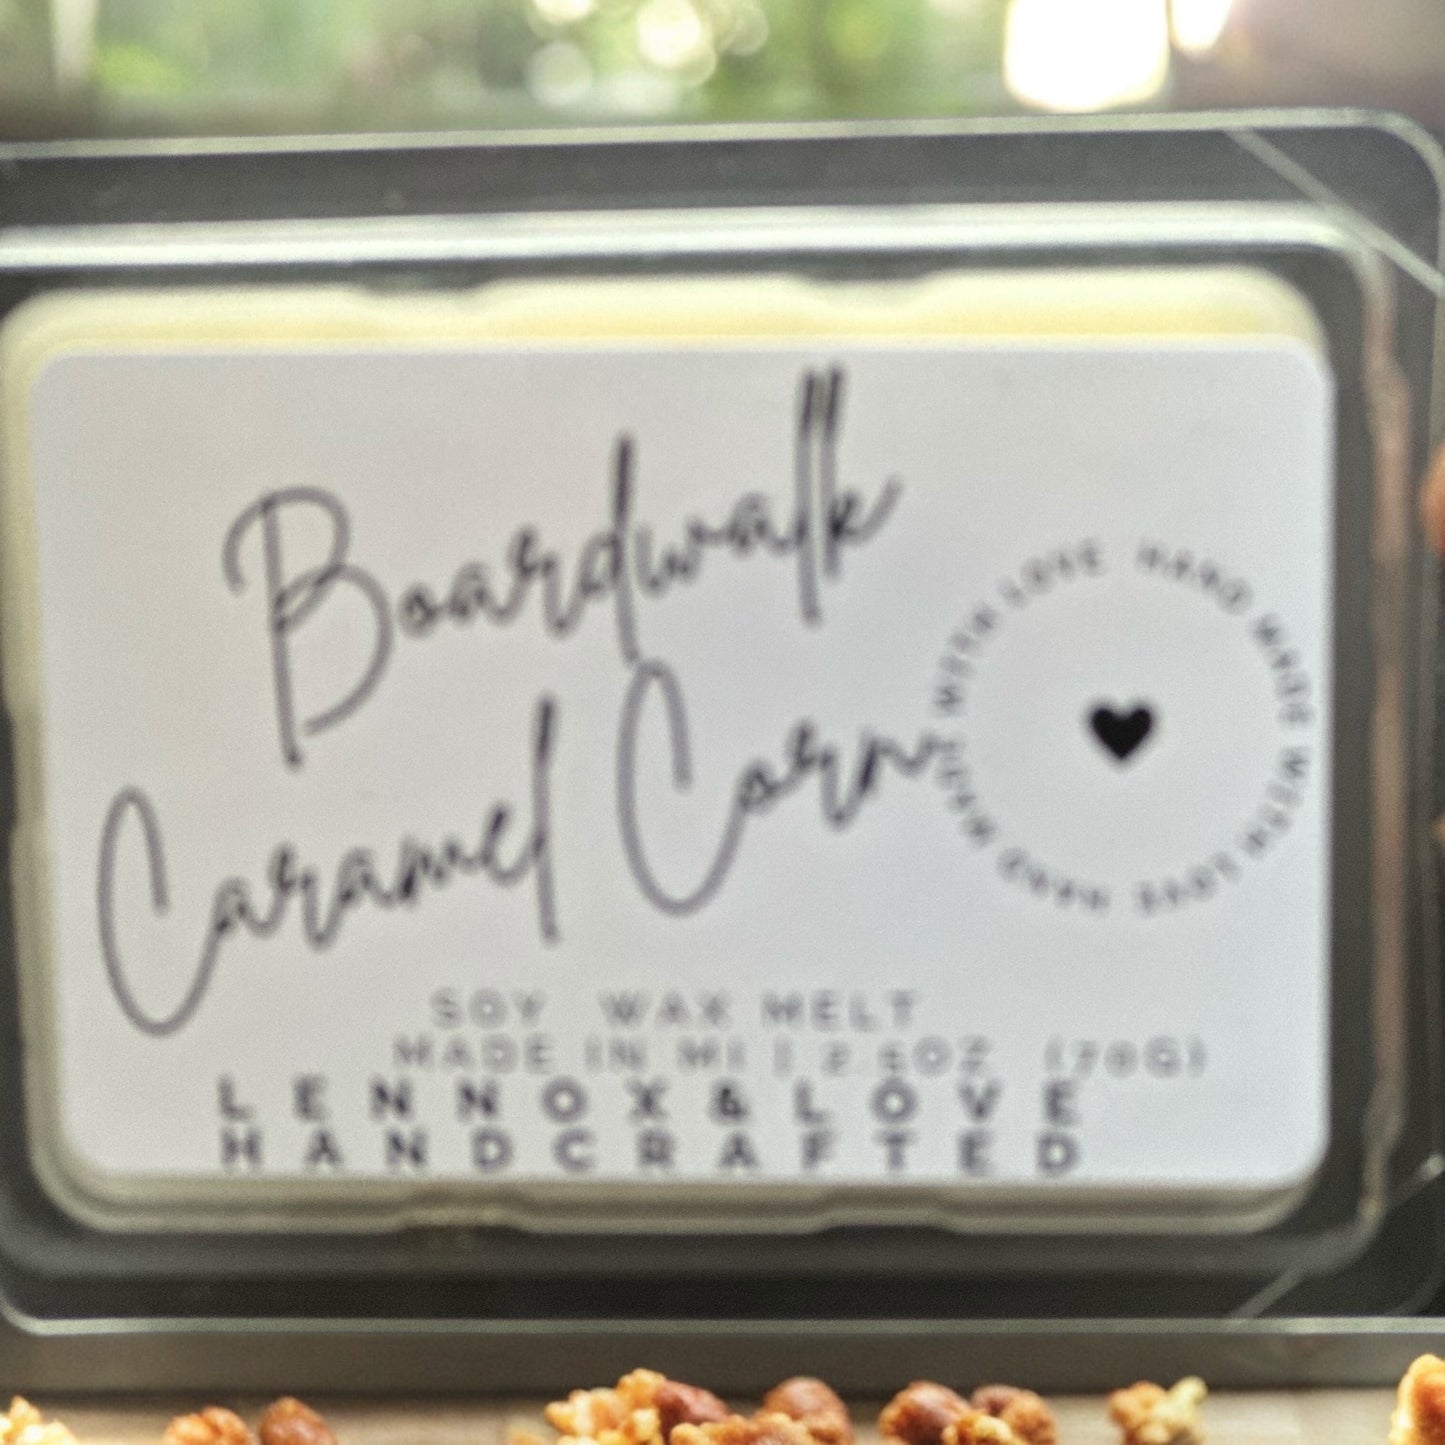 Boardwalk
Caramel Corn
HAND MADE WITH LOVE HAND MADE WITH LOVE
SOY WAX MELT
MADE IN MI | 2.5OZ (70G)
LENNOX&LOVE
HANDCRAFTED